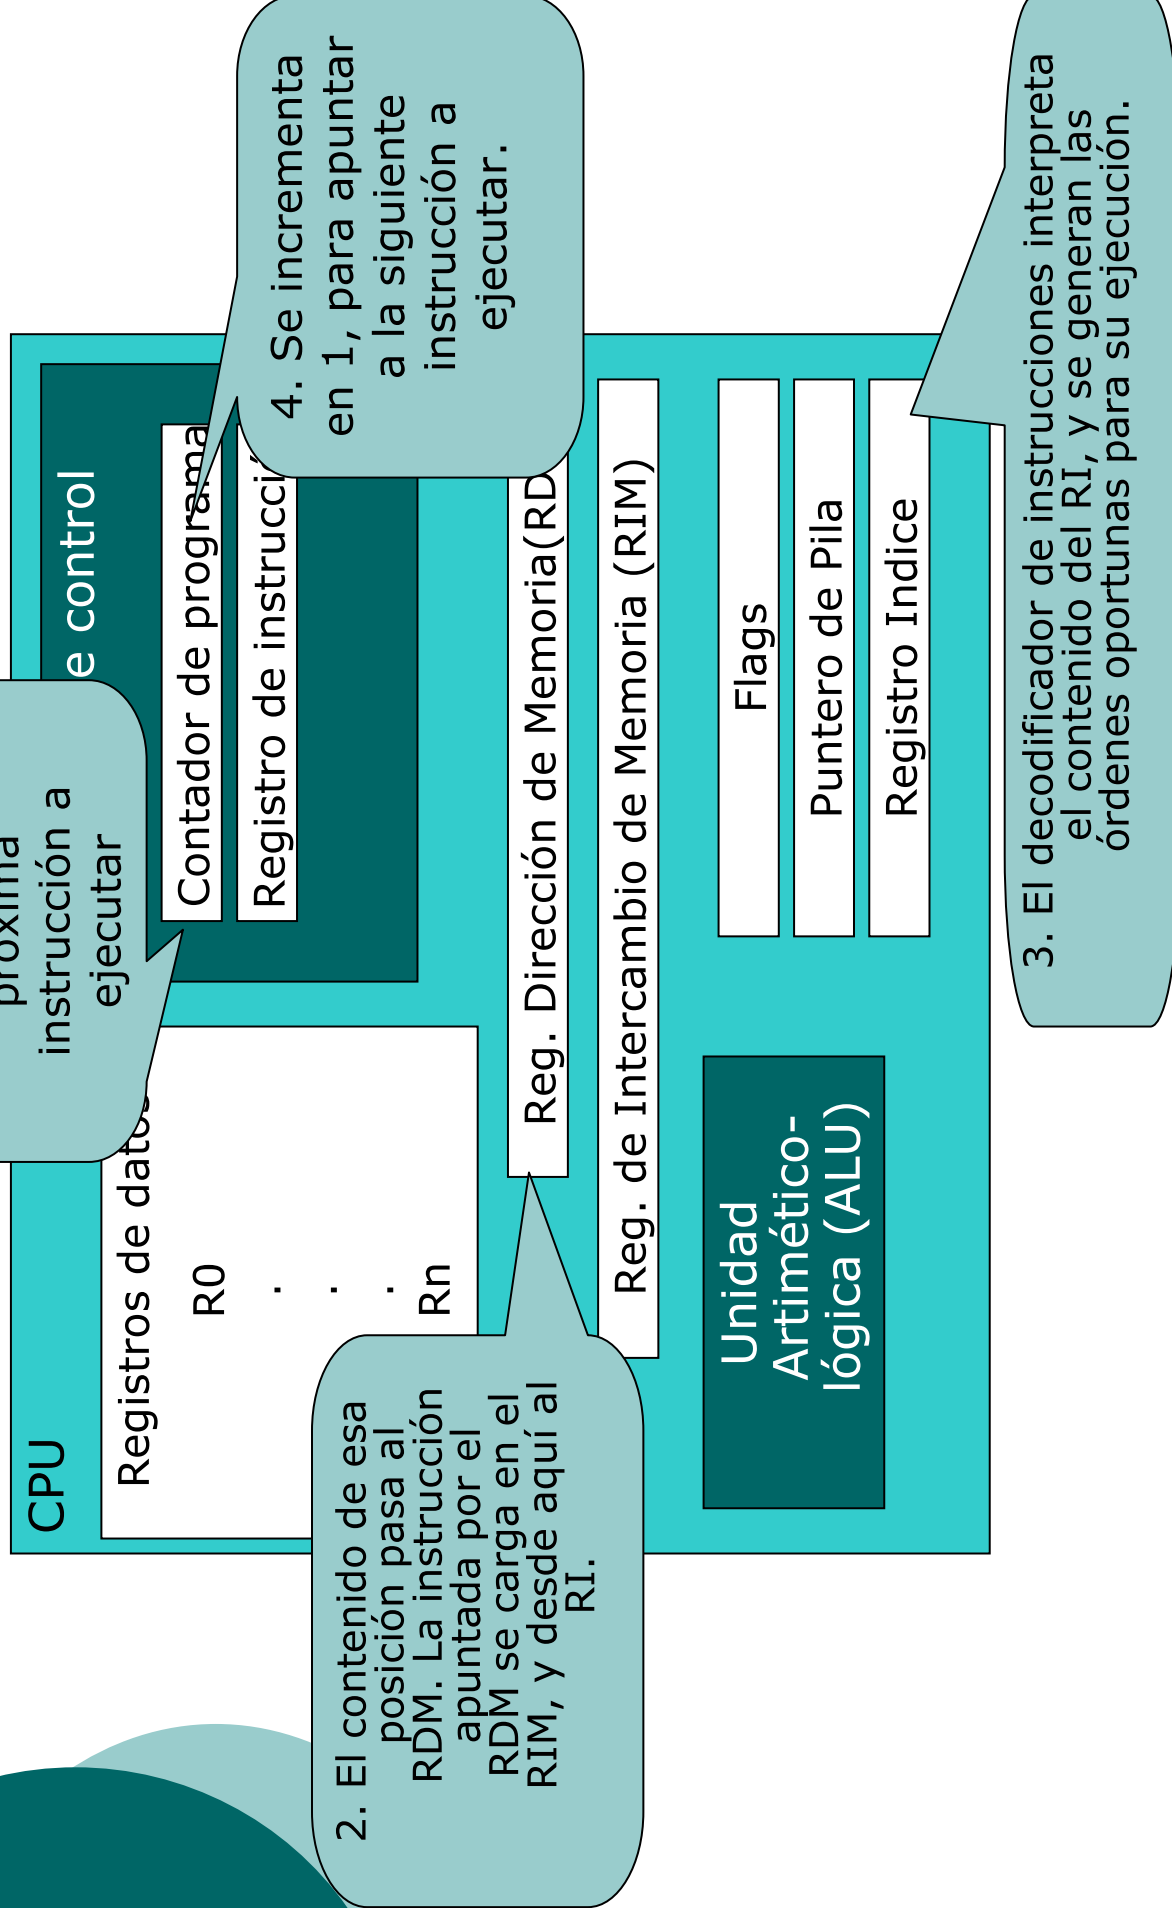 CPU
Registros de datos
R0
.
.
.
Rn
próxima
instrucción a
ejecutar
e control
Contador de programa
Registro de instrucci
4. Se incrementa
en 1, para apuntar
a la siguiente
instrucción a
ejecutar.
Reg. Dirección de Memoria(RD
Reg. de Intercambio de Memoria (RIM)
2. El contenido de esa
posición pasa al
RDM. La instrucción
apuntada por el
RDM se carga en el
RIM, y desde aquí al
RI.
Unidad
Artimético-
lógica (ALU)
Flags
Puntero de Pila
Registro Indice
3. El decodificador de instrucciones interpreta
el contenido del RI, y se generan las
órdenes oportunas para su ejecución.